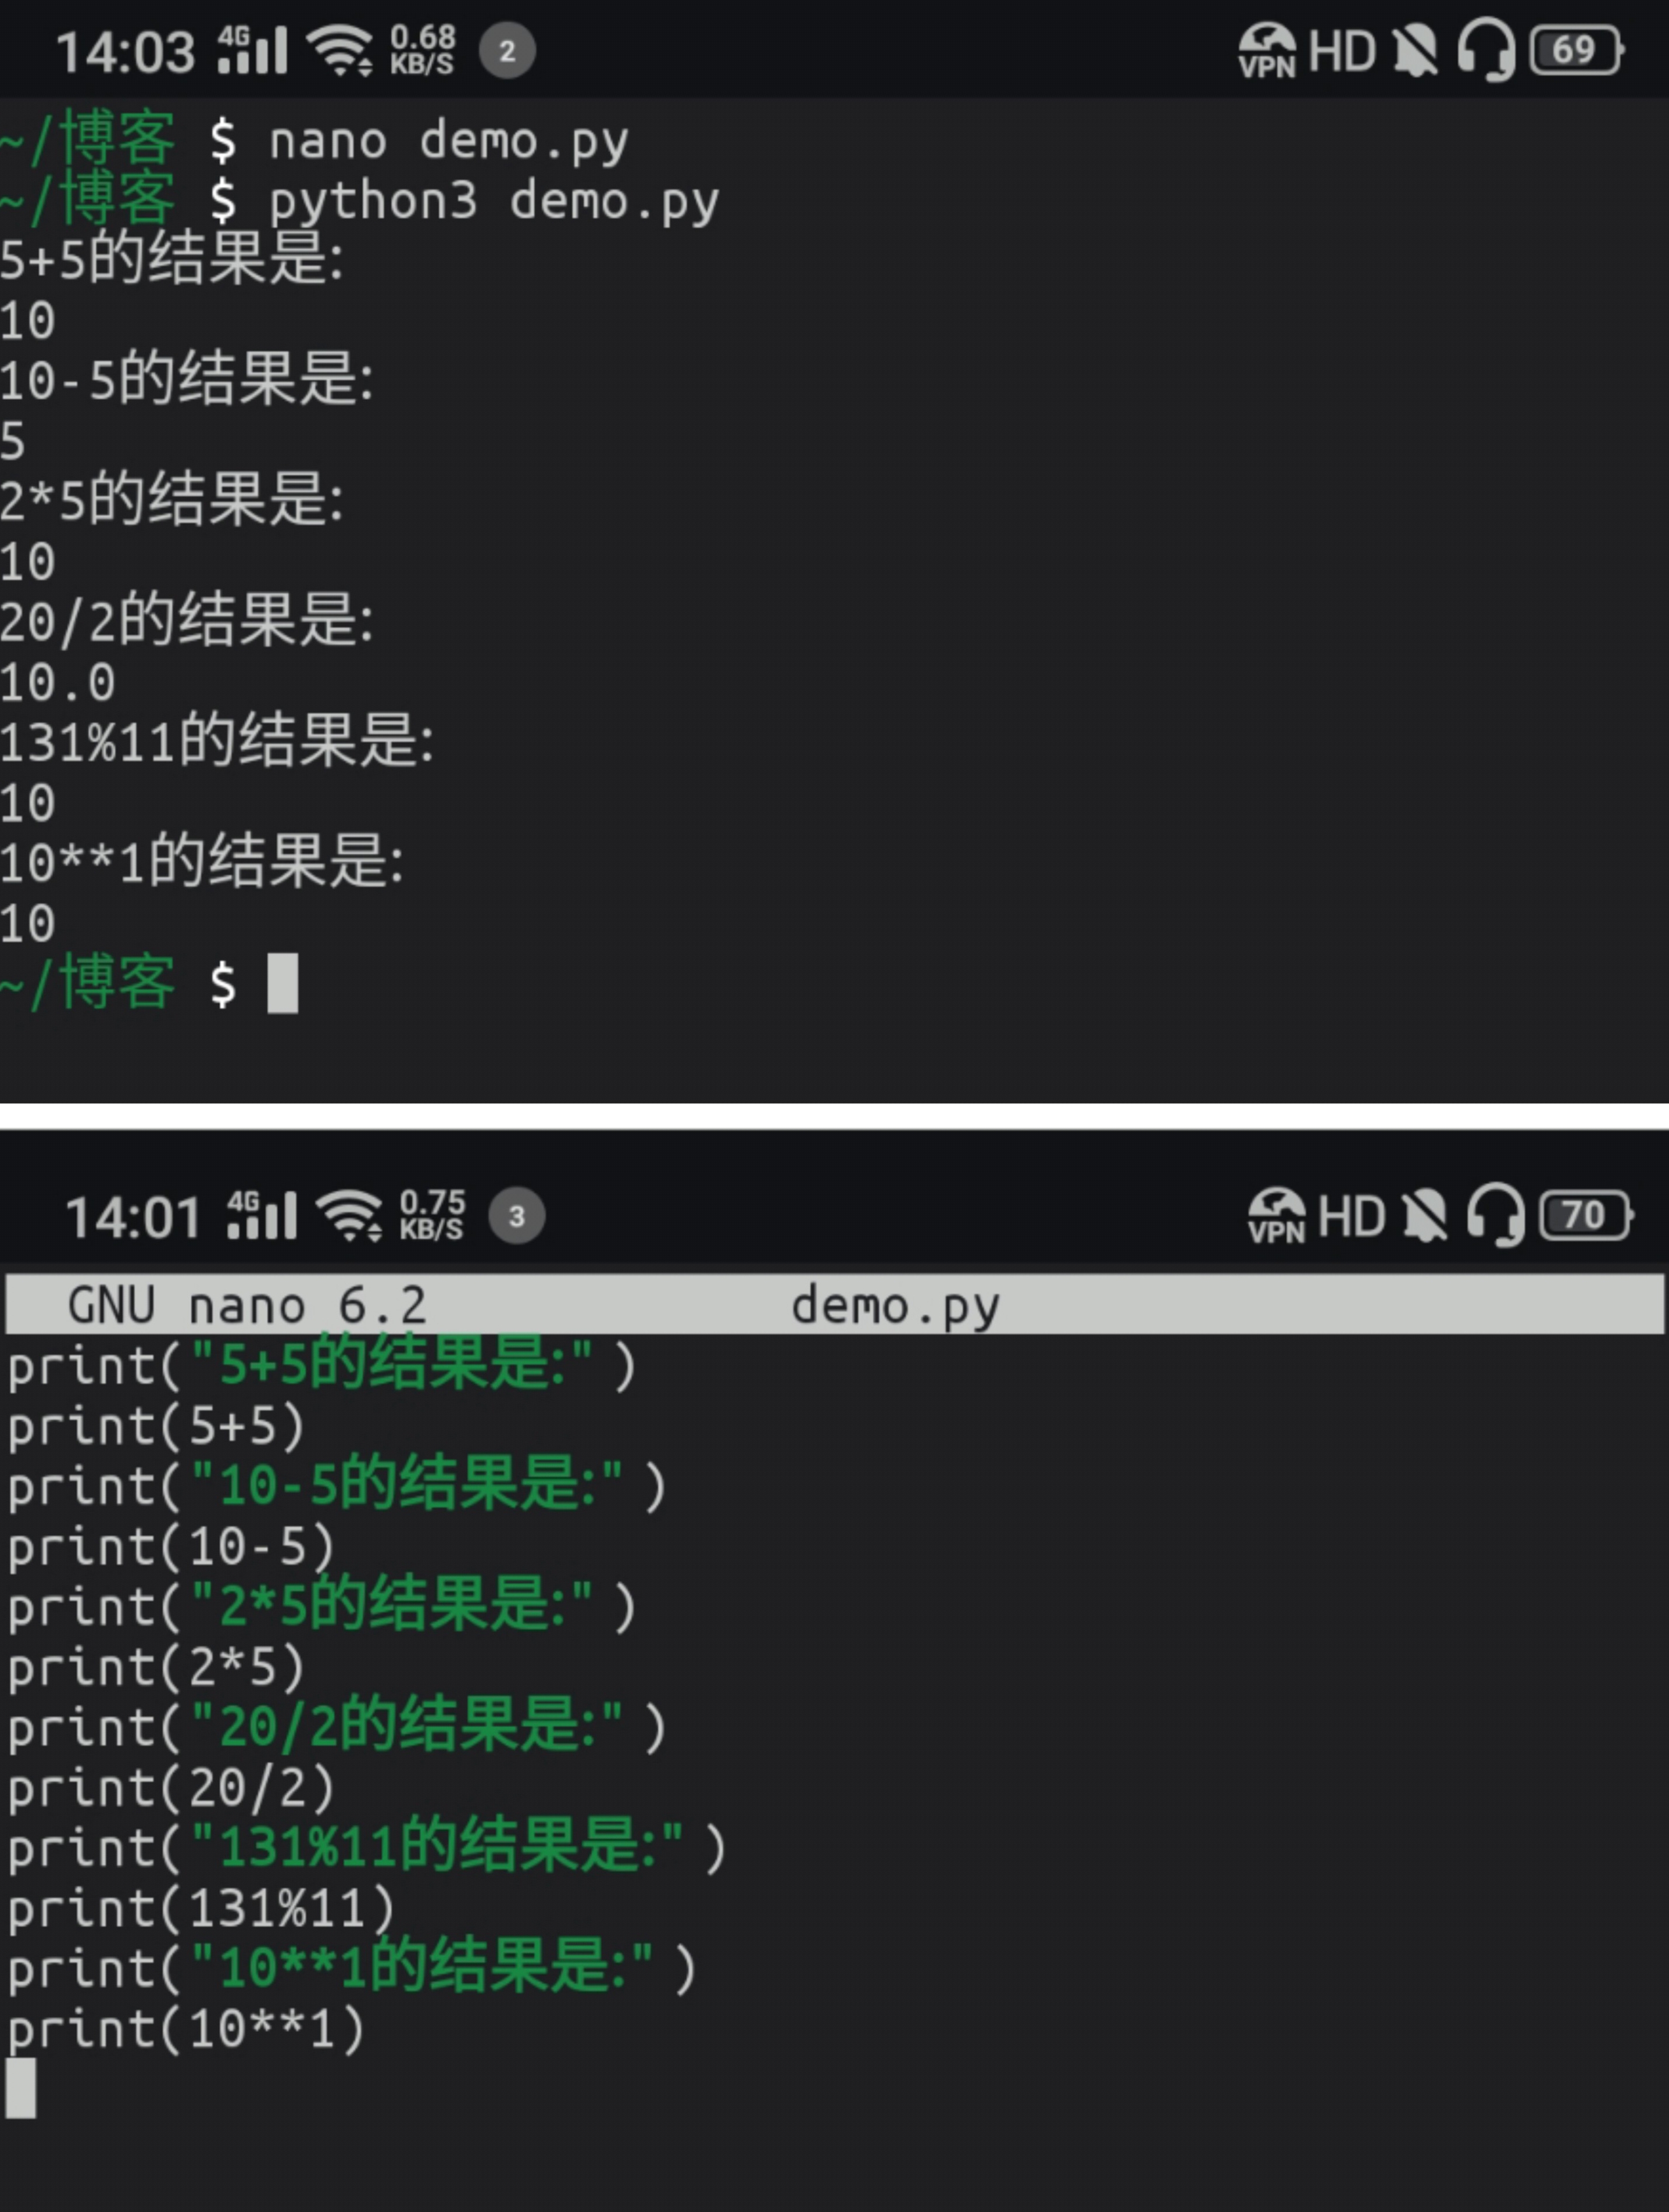 14:03 4G 0.68 KB/S 2 VPN HD 69
~/博客 $ nano demo.py
~/博客 $ python3 demo.py
5+5的结果是:
10
10-5的结果是:
5
2*5的结果是:
10
20/2的结果是:
10.0
131%11的结果是:
10
10**1的结果是:
10
~/博客 $
14:01 4G 0.75 KB/S 3 VPN HD 70
GNU nano 6.2 demo.py
print("5+5的结果是:")
print(5+5)
print("10-5的结果是:")
print(10-5)
print("2*5的结果是:")
print(2*5)
print("20/2的结果是:")
print(20/2)
print("131%11的结果是:")
print(131%11)
print("10**1的结果是:")
print(10**1)